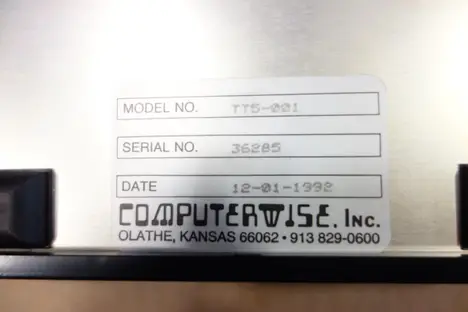 MODEL NO. TT5-001
SERIAL NO. 36285
DATE 12-01-1992
COMPUTERWISE, INC.
OLATHE, KANSAS 66062 • 913 829-0600